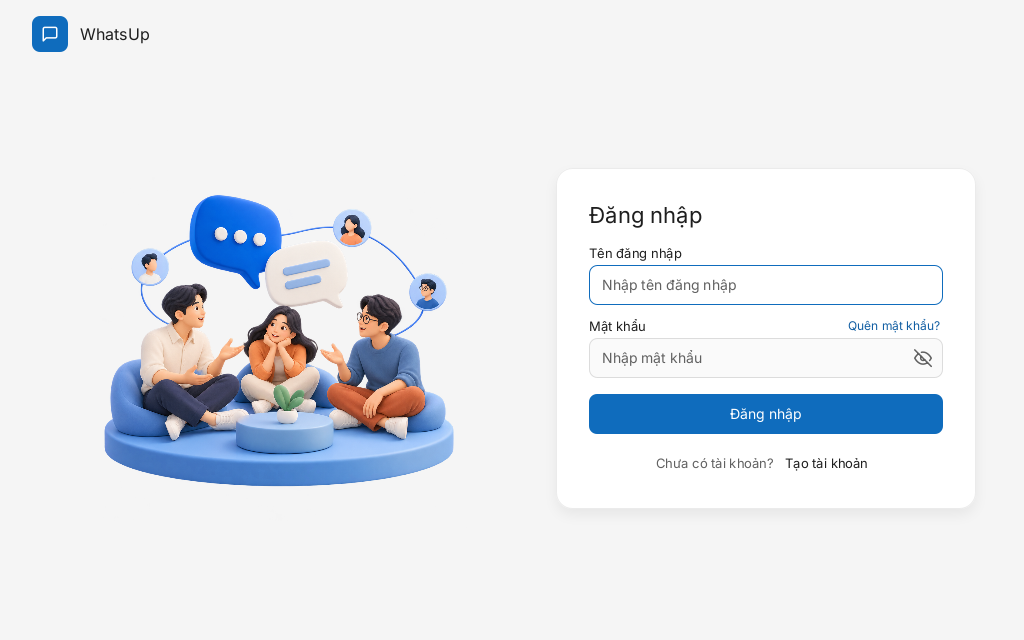 WhatsUp
Đăng nhập
Tên đăng nhập
Nhập tên đăng nhập
Mật khẩu Quên mật khẩu?
Nhập mật khẩu
Đăng nhập
Chưa có tài khoản? Tạo tài khoản